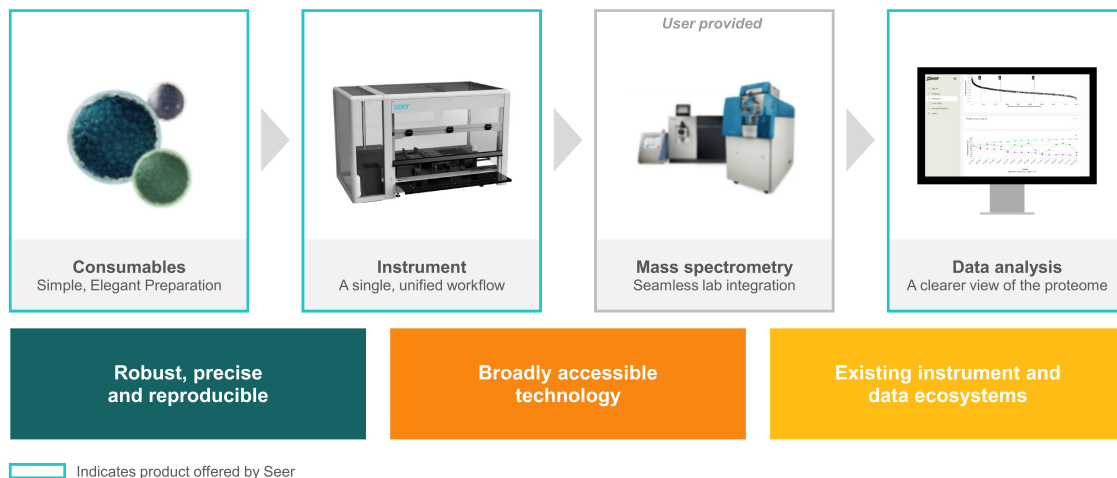 User provided
seer
Seer
Consumables
Simple, Elegant Preparation
Instrument
A single, unified workflow
Mass spectrometry
Seamless lab integration
Data analysis
A clearer view of the proteome
Robust, precise
and reproducible
Broadly accessible
technology
Existing instrument and
data ecosystems
Indicates product offered by Seer